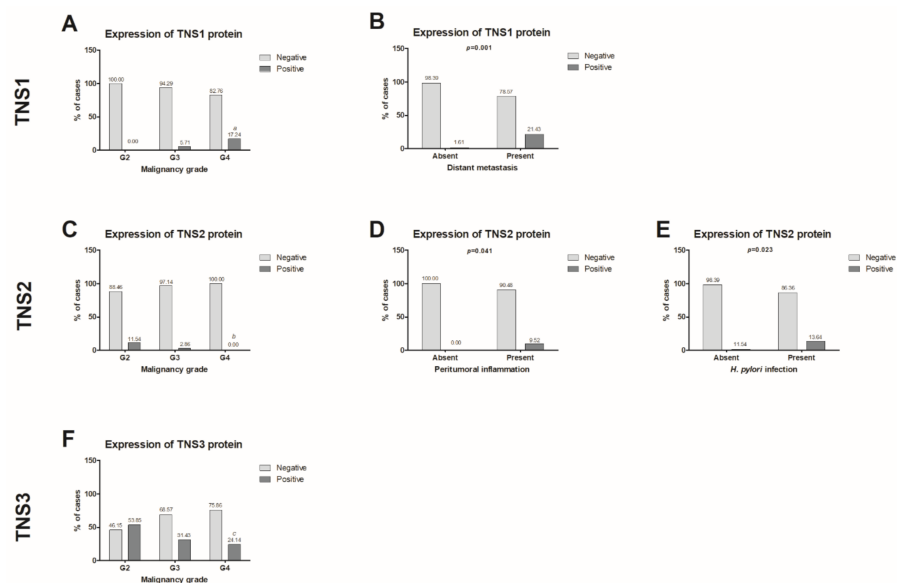 TNS1
A
Expression of TNS1 protein
Negative
Positive
% of cases
150
100
50
0
100.00
0.00
94.29
5.71
82.76
a
17.24
G2
G3
G4
Malignancy grade
B
Expression of TNS1 protein
p=0.001
Negative
Positive
% of cases
150
100
50
0
98.39
1.61
78.57
21.43
Absent
Present
Distant metastasis
TNS2
C
Expression of TNS2 protein
Negative
Positive
% of cases
150
100
50
0
88.46
11.54
97.14
2.86
100.00
b
0.00
G2
G3
G4
Malignancy grade
D
Expression of TNS2 protein
p=0.041
Negative
Positive
% of cases
150
100
50
0
100.00
0.00
90.48
9.52
Absent
Present
Peritumoral inflammation
E
Expression of TNS2 protein
p=0.023
Negative
Positive
% of cases
150
100
50
0
98.39
11.54
86.36
13.64
Absent
Present
H. pylori infection
TNS3
F
Expression of TNS3 protein
Negative
Positive
% of cases
150
100
50
0
46.15
53.85
68.57
31.43
75.86
c
24.14
G2
G3
G4
Malignancy grade